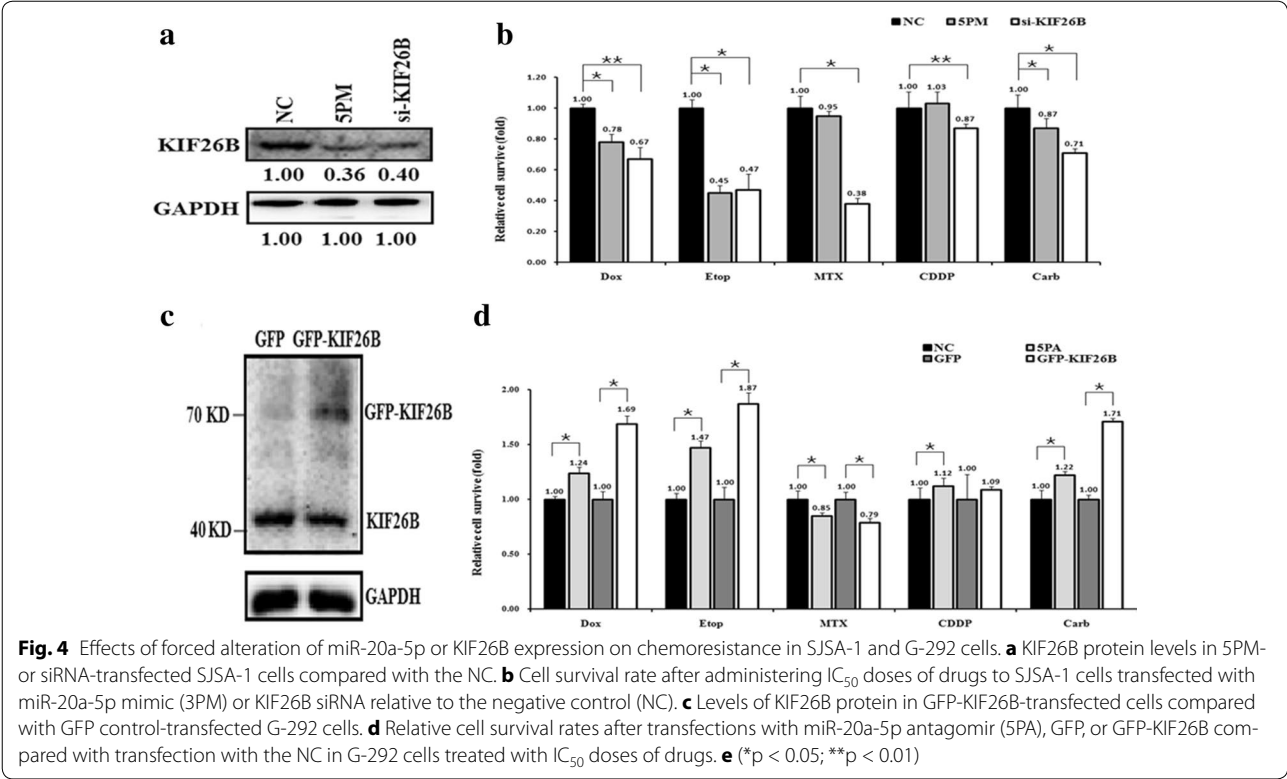 a
NC
5PM
si-KIF26B
KIF26B
1.00 0.36 0.40
GAPDH
1.00 1.00 1.00
b
NC 5PM si-KIF26B
Relative cell survive (fold)
1.20
1.00
0.80
0.60
0.40
0.20
0.00
** * * * * ** * *
1.00 0.78 0.67
1.00 0.45 0.47
1.00 0.95 0.38
1.00 1.03 0.87
1.00 0.87 0.71
Dox Etop MTX CDDP Carb
c
GFP GFP-KIF26B
70 KD
GFP-KIF26B
40 KD
KIF26B
GAPDH
d
NC 5PA
GFP GFP-KIF26B
Relative cell survive (fold)
2.00
1.50
1.00
0.50
0.00
* * * * * * * * *
1.00 1.24 1.00 1.69
1.00 1.47 1.00 1.87
1.00 0.85 1.00 0.79
1.00 1.12 1.00 1.09
1.00 1.22 1.00 1.71
Dox Etop MTX CDDP Carb
Fig. 4 Effects of forced alteration of miR-20a-5p or KIF26B expression on chemoresistance in SJSA-1 and G-292 cells. a KIF26B protein levels in 5PM-
or siRNA-transfected SJSA-1 cells compared with the NC. b Cell survival rate after administering IC50 doses of drugs to SJSA-1 cells transfected with
miR-20a-5p mimic (3PM) or KIF26B siRNA relative to the negative control (NC). c Levels of KIF26B protein in GFP-KIF26B-transfected cells compared
with GFP control-transfected G-292 cells. d Relative cell survival rates after transfections with miR-20a-5p antagomir (5PA), GFP, or GFP-KIF26B com-
pared with transfection with the NC in G-292 cells treated with IC50 doses of drugs. e (*p < 0.05; **p < 0.01)